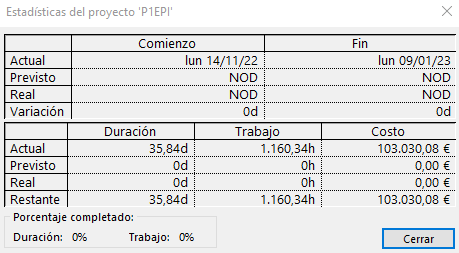 Estadísticas del proyecto 'P1EPI'
Comienzo Fin
Actual lun 14/11/22 lun 09/01/23
Previsto NOD NOD
Real NOD NOD
Variación 0d 0d
Duración Trabajo Costo
Actual 35,84d 1.160,34h 103.030,08 €
Previsto 0d 0h 0,00 €
Real 0d 0h 0,00 €
Restante 35,84d 1.160,34h 103.030,08 €
Porcentaje completado:
Duración: 0% Trabajo: 0% Cerrar